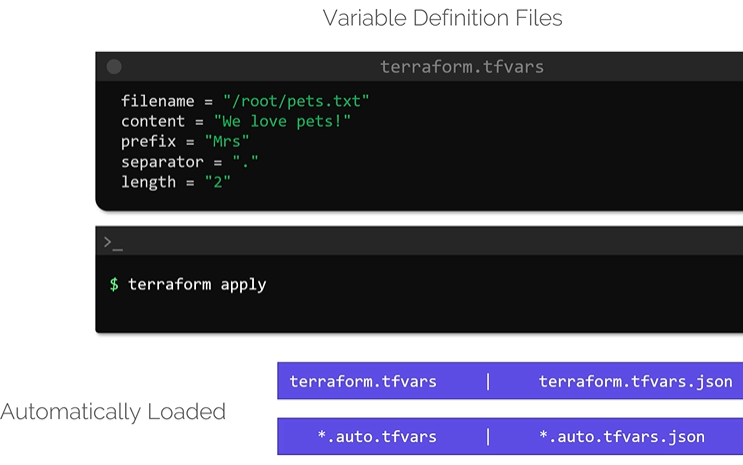 Variable Definition Files
terraform.tfvars
filename = "/root/pets.txt"
content = "We love pets!"
prefix = "Mrs"
separator = "."
length = "2"
>_
$ terraform apply
terraform.tfvars | terraform.tfvars.json
Automatically Loaded
*.auto.tfvars | *.auto.tfvars.json